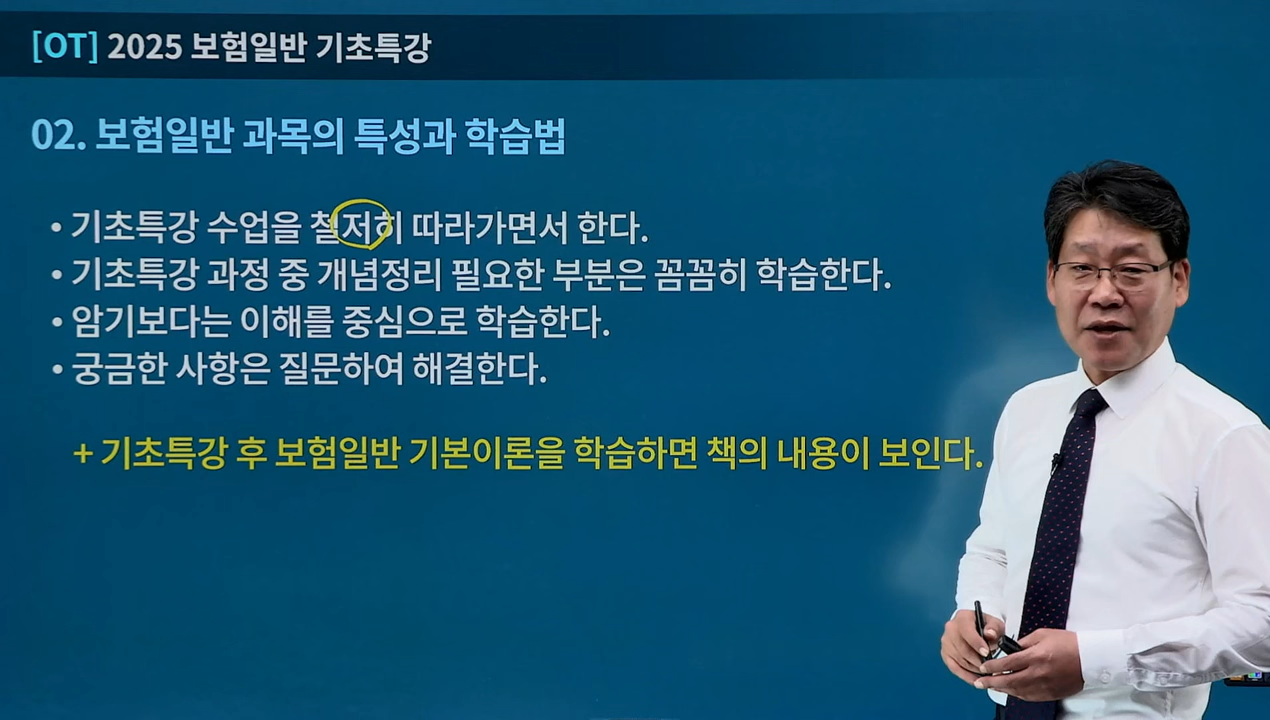 [OT] 2025 보험일반 기초특강
02. 보험일반 과목의 특성과 학습법
• 기초특강 수업을 철저히 따라가면서 한다.
• 기초특강 과정 중 개념정리 필요한 부분은 꼼꼼히 학습한다.
• 암기보다는 이해를 중심으로 학습한다.
• 궁금한 사항은 질문하여 해결한다.
+ 기초특강 후 보험일반 기본이론을 학습하면 책의 내용이 보인다.